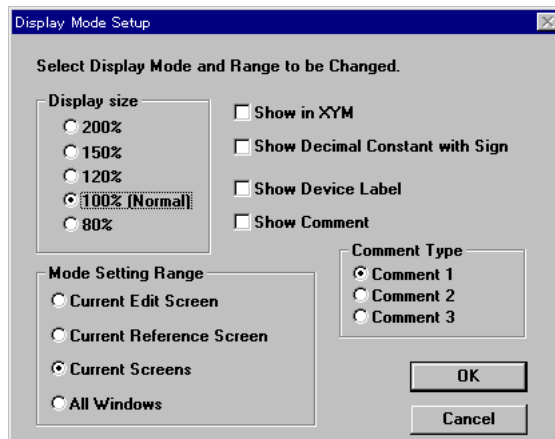 Display Mode Setup
Select Display Mode and Range to be Changed.
Display size
200%
150%
120%
100% (Normal)
80%
Show in XYM
Show Decimal Constant with Sign
Show Device Label
Show Comment
Comment Type
Comment 1
Comment 2
Comment 3
Mode Setting Range
Current Edit Screen
Current Reference Screen
Current Screens
All Windows
OK
Cancel